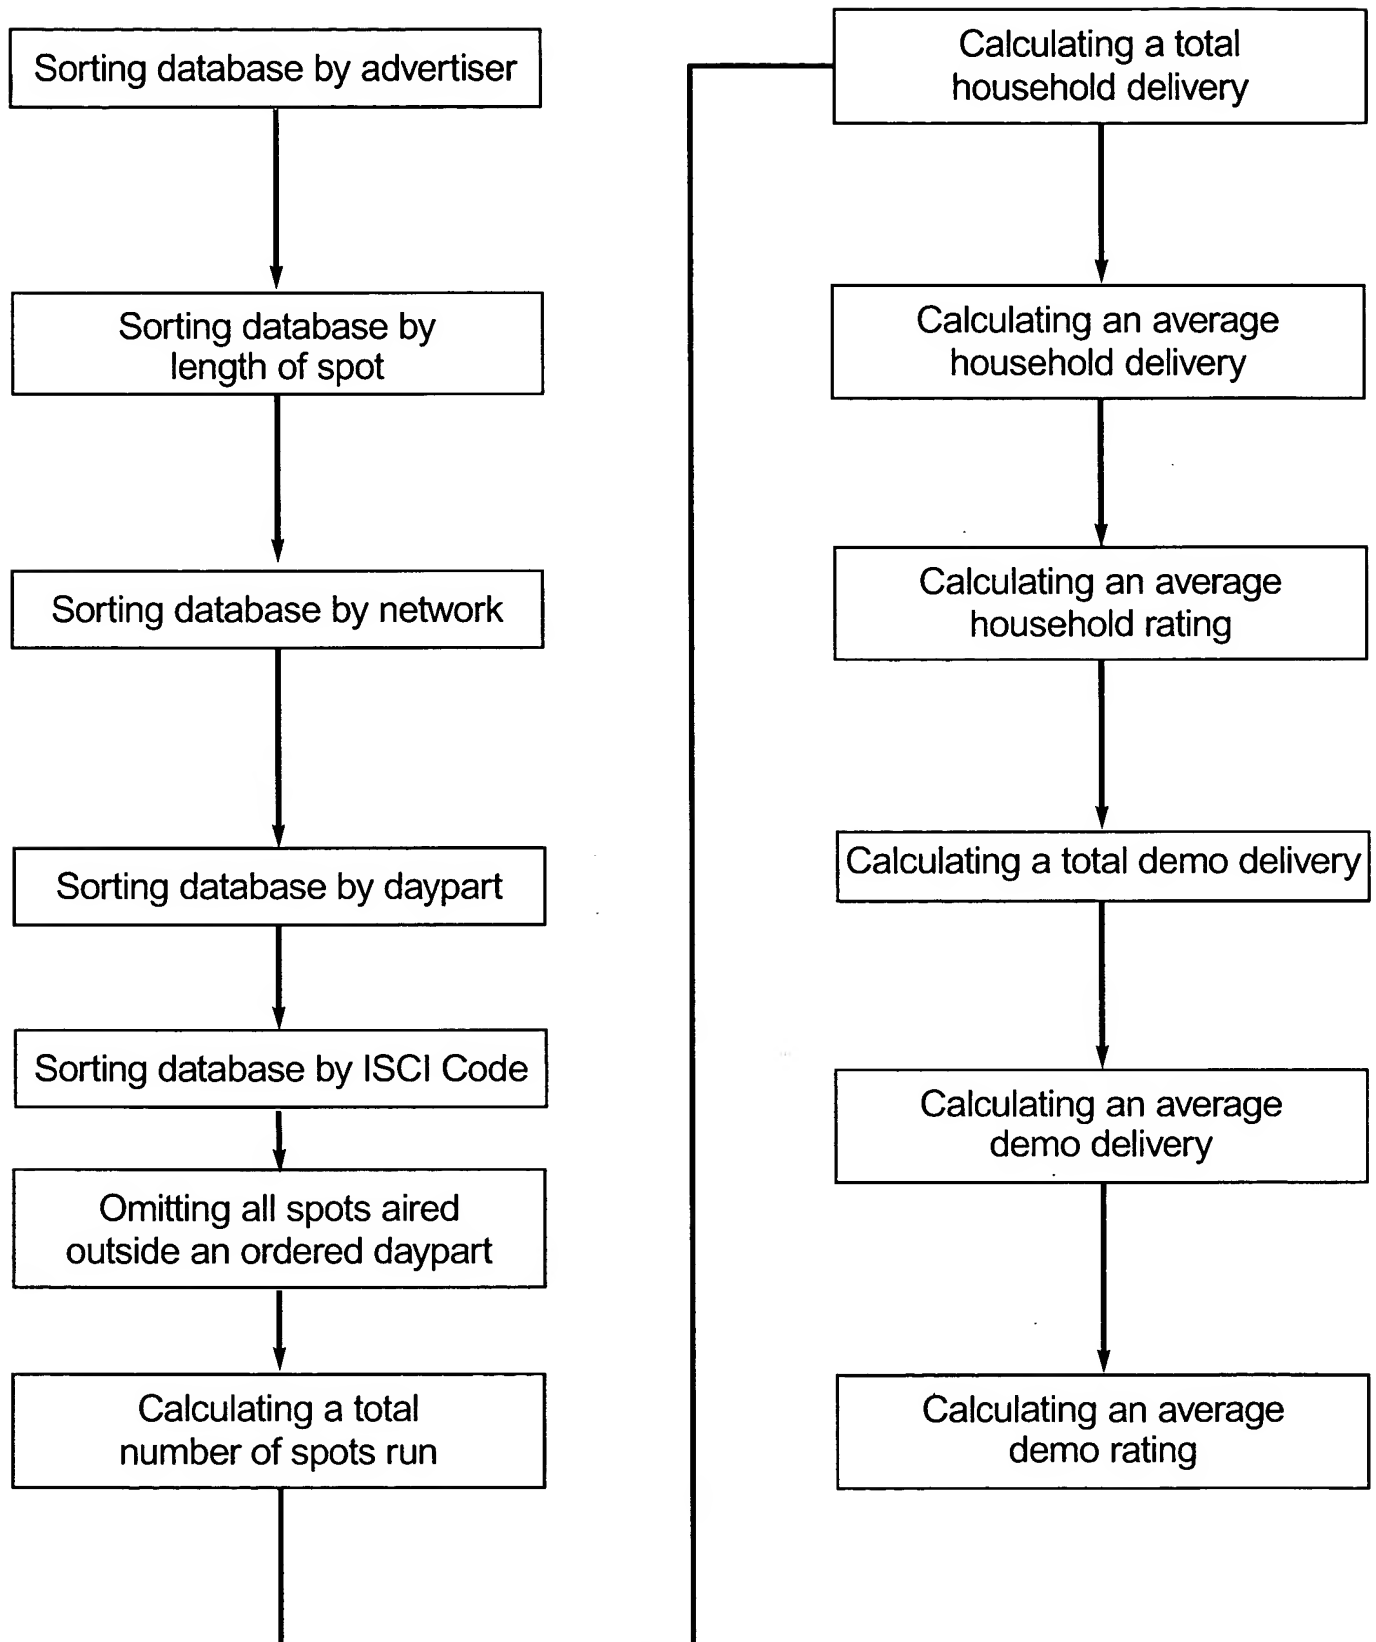 Sorting database by advertiser
Sorting database by
length of spot
Sorting database by network
Sorting database by daypart
Sorting database by ISCI Code
Omitting all spots aired
outside an ordered daypart
Calculating a total
number of spots run
Calculating a total
household delivery
Calculating an average
household delivery
Calculating an average
household rating
Calculating a total demo delivery
Calculating an average
demo delivery
Calculating an average
demo rating